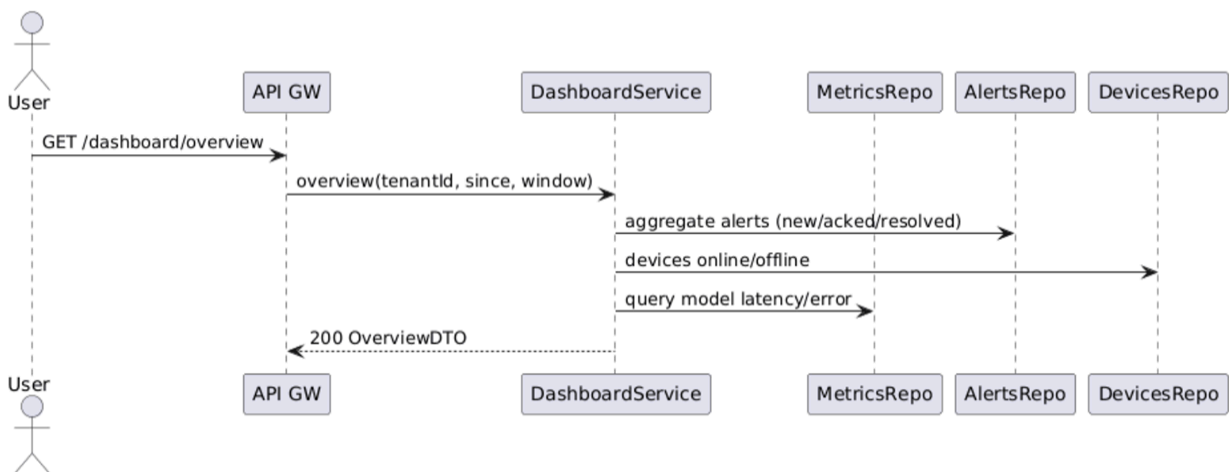 User
API GW
DashboardService
MetricsRepo
AlertsRepo
DevicesRepo
GET /dashboard/overview
overview(tenantId, since, window)
aggregate alerts (new/acked/resolved)
devices online/offline
query model latency/error
200 OverviewDTO
User
API GW
DashboardService
MetricsRepo
AlertsRepo
DevicesRepo